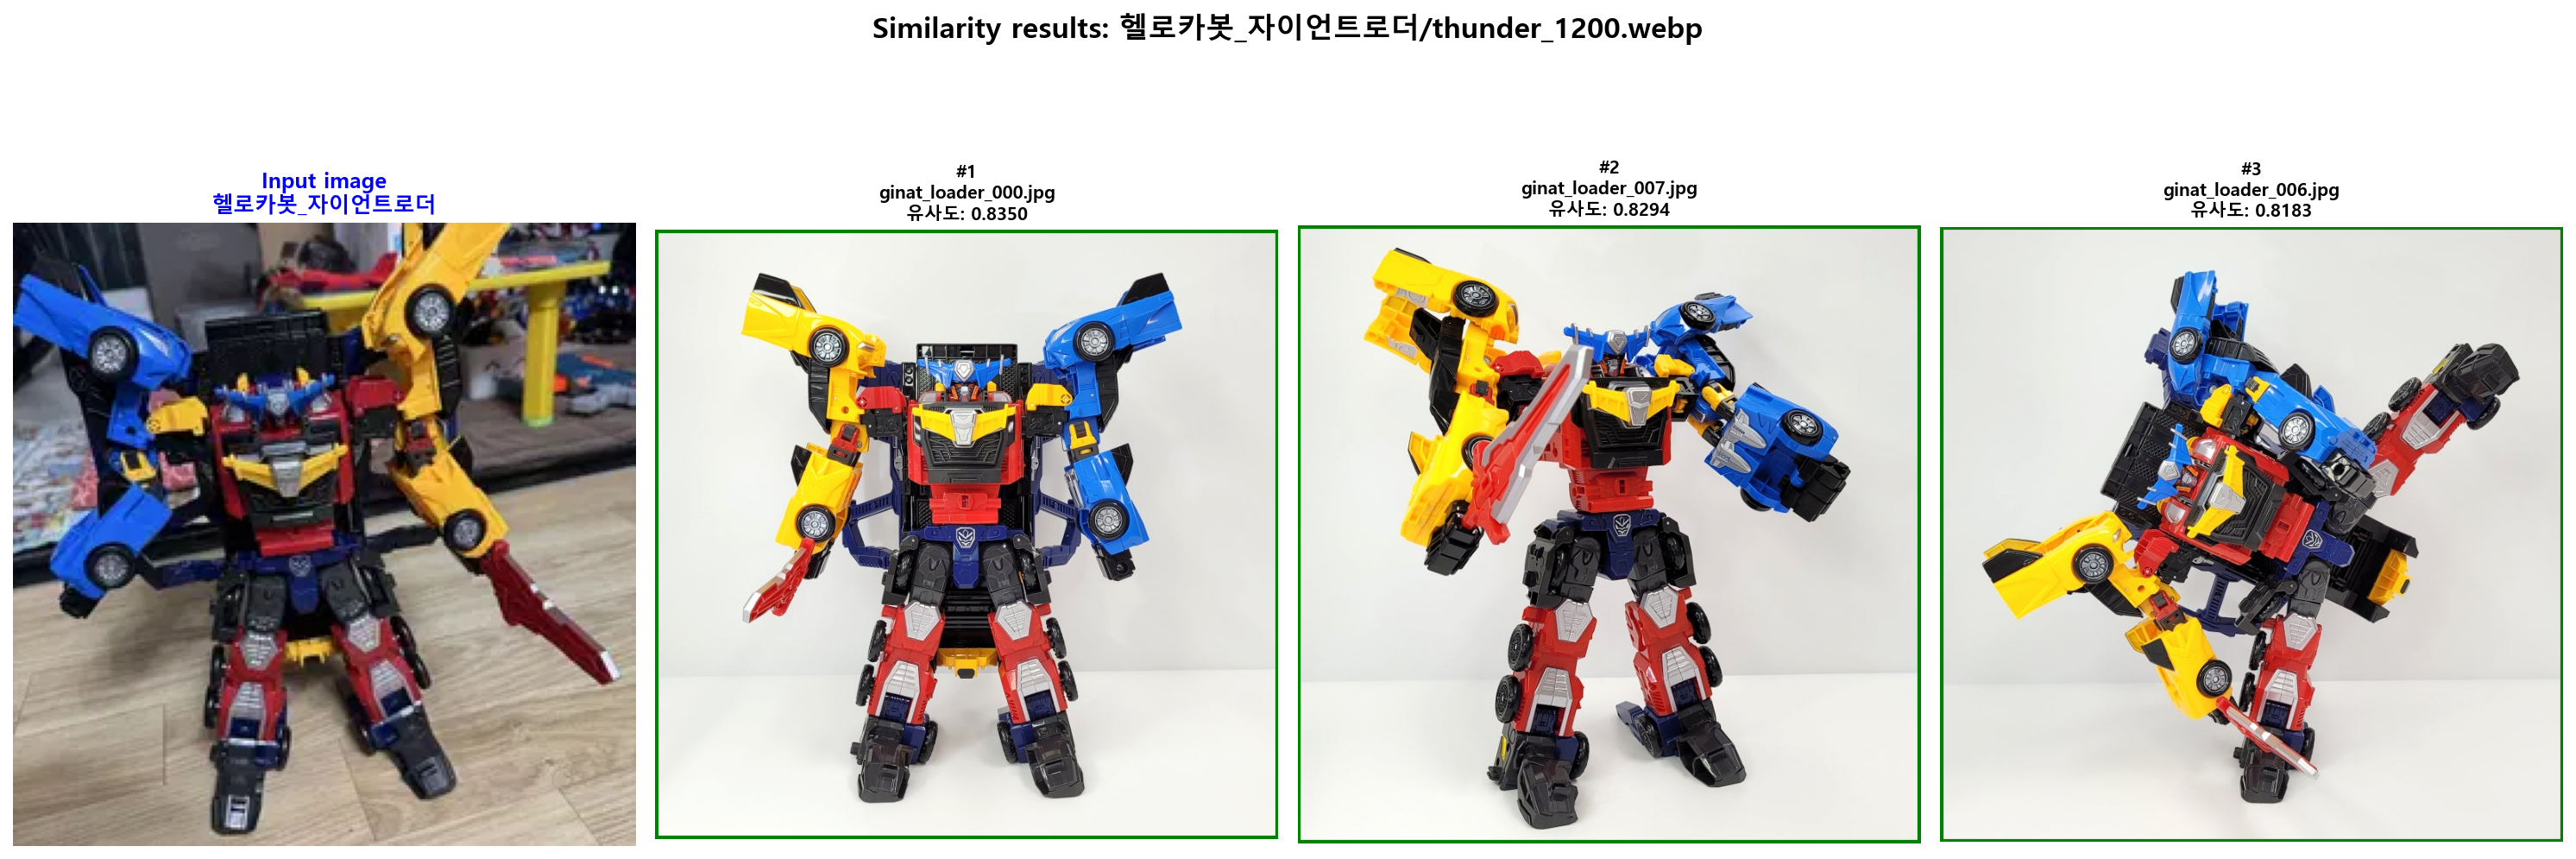 Similarity results: 헬로카봇_자이언트로더/thunder_1200.webp
Input image
헬로카봇_자이언트로더
#1
ginat_loader_000.jpg
유사도: 0.8350
#2
ginat_loader_007.jpg
유사도: 0.8294
#3
ginat_loader_006.jpg
유사도: 0.8183